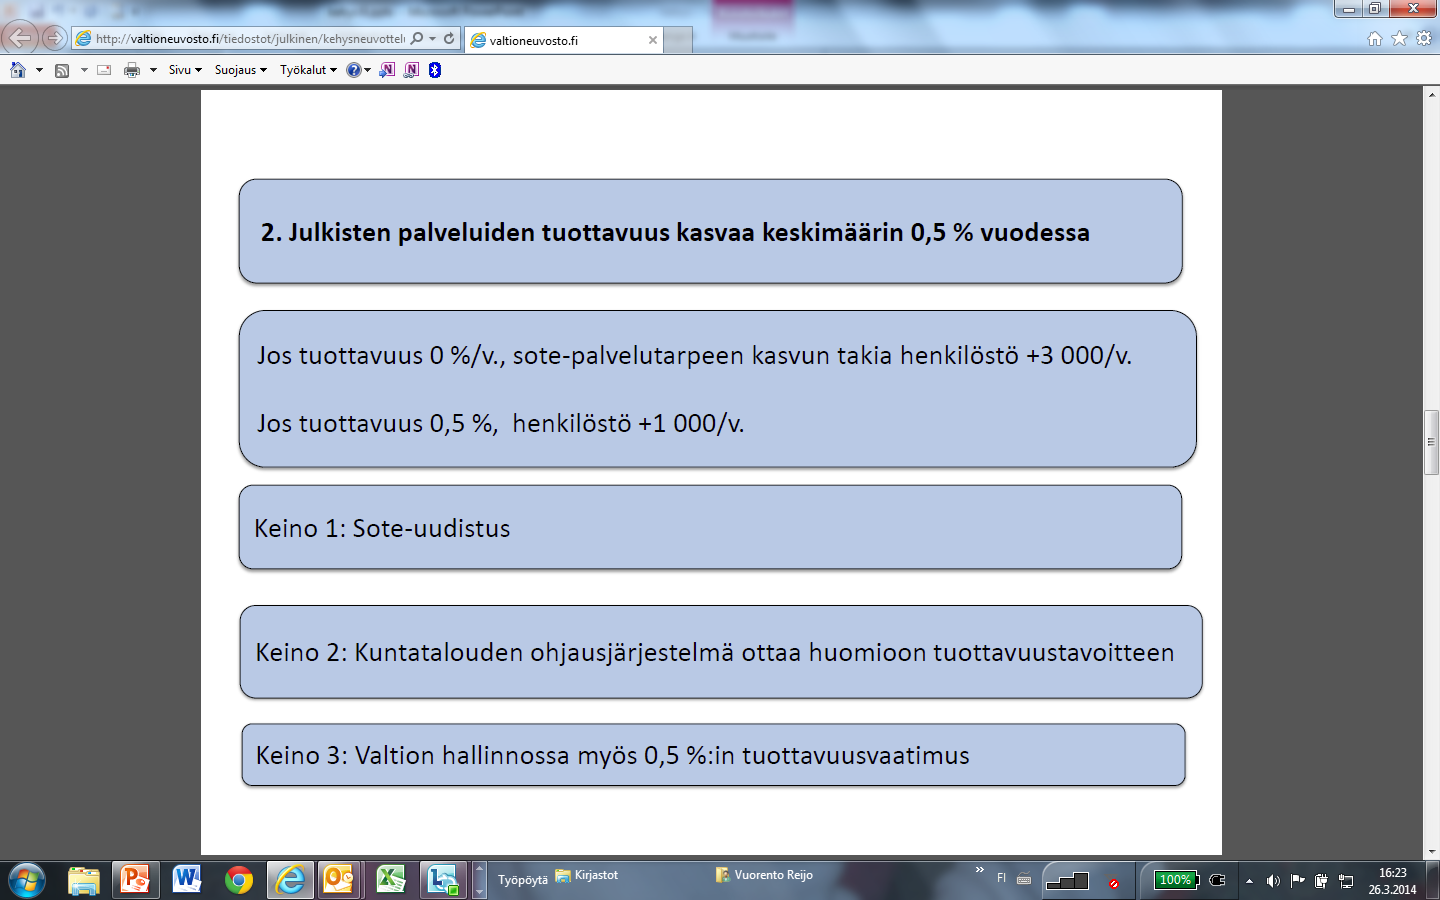 http://valtioneuvosto.fi/tiedostot/julkinen/kehysneuvottelu
valtioneuvosto.fi
Sivu
Suojaus
Työkalut
2. Julkisten palveluiden tuottavuus kasvaa keskimäärin 0,5 % vuodessa
Jos tuottavuus 0 %/v., sote-palvelutarpeen kasvun takia henkilöstö +3 000/v.
Jos tuottavuus 0,5 %, henkilöstö +1 000/v.
Keino 1: Sote-uudistus
Keino 2: Kuntatalouden ohjausjärjestelmä ottaa huomioon tuottavuustavoitteen
Keino 3: Valtion hallinnossa myös 0,5 %:in tuottavuusvaatimus
Työpöytä
Kirjastot
Vuorento Reijo
»
FI
100%
16:23
26.3.2014